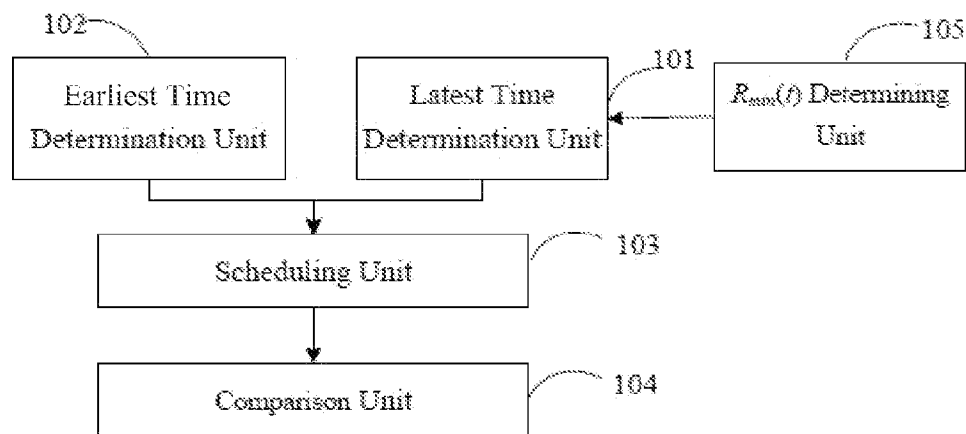 102
105
101
Earliest Time
Determination Unit
Latest Time
Determination Unit
Determining
Unit
103
Scheduling Unit
104
Comparison Unit